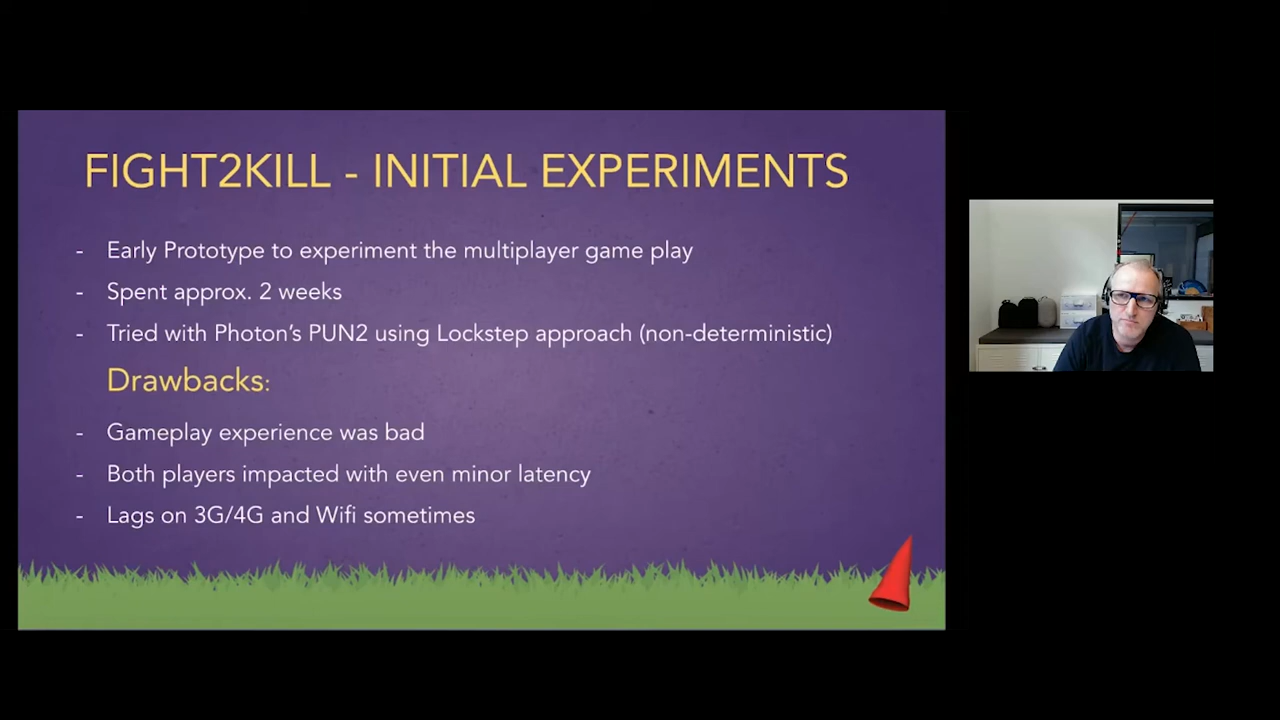 FIGHT2KILL - INITIAL EXPERIMENTS
- Early Prototype to experiment the multiplayer game play
- Spent approx. 2 weeks
- Tried with Photon’s PUN2 using Lockstep approach (non-deterministic)
Drawbacks:
- Gameplay experience was bad
- Both players impacted with even minor latency
- Lags on 3G/4G and Wifi sometimes